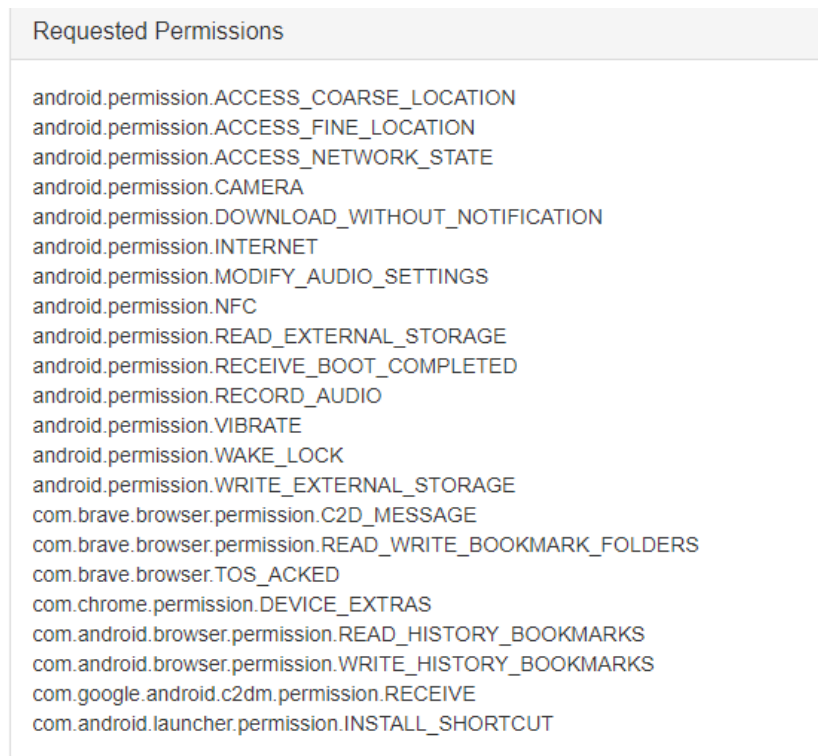 Requested Permissions
android.permission.ACCESS_COARSE_LOCATION
android.permission.ACCESS_FINE_LOCATION
android.permission.ACCESS_NETWORK_STATE
android.permission.CAMERA
android.permission.DOWNLOAD_WITHOUT_NOTIFICATION
android.permission.INTERNET
android.permission.MODIFY_AUDIO_SETTINGS
android.permission.NFC
android.permission.READ_EXTERNAL_STORAGE
android.permission.RECEIVE_BOOT_COMPLETED
android.permission.RECORD_AUDIO
android.permission.VIBRATE
android.permission.WAKE_LOCK
android.permission.WRITE_EXTERNAL_STORAGE
com.brave.browser.permission.C2D_MESSAGE
com.brave.browser.permission.READ_WRITE_BOOKMARK_FOLDERS
com.brave.browser.TOS_ACKED
com.chrome.permission.DEVICE_EXTRAS
com.android.browser.permission.READ_HISTORY_BOOKMARKS
com.android.browser.permission.WRITE_HISTORY_BOOKMARKS
com.google.android.c2dm.permission.RECEIVE
com.android.launcher.permission.INSTALL_SHORTCUT